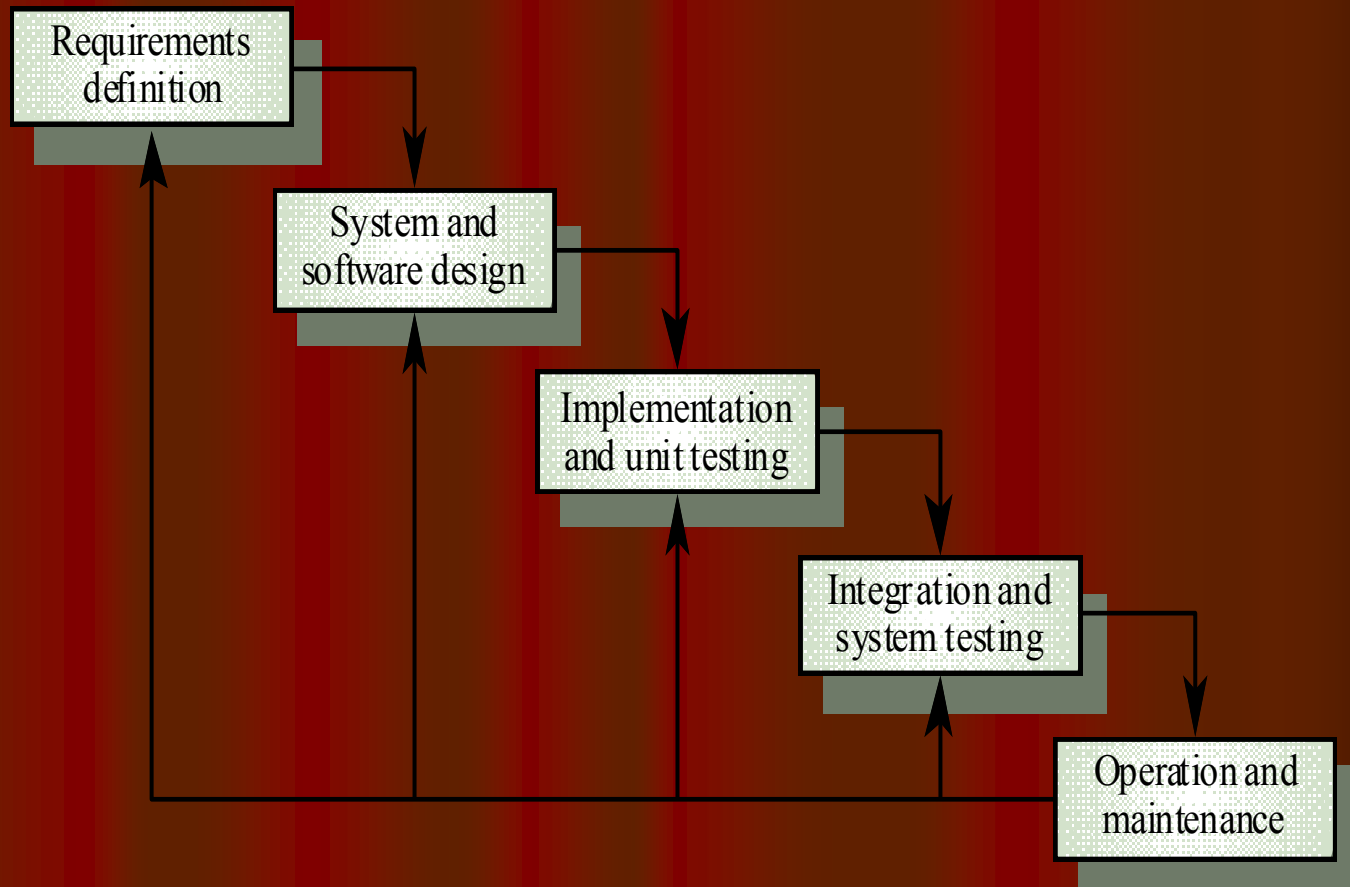 Requirements
definition
System and
software design
Implementation
and unit testing
Integration and
system testing
Operation and
maintenance